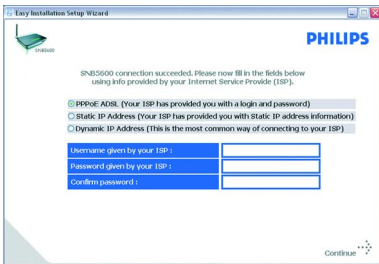 Easy Installation Setup Wizard
PHILIPS
SNB5600
SNB5600 connection succeeded. Please now fill in the fields below
using info provided by your Internet Service Provide (ISP).
PPPoE ADSL (Your ISP has provided you with a login and password)
Static IP Address (Your ISP has provided you with Static IP address information)
Dynamic IP Address (This is the most common way of connecting to your ISP)
Username given by your ISP :
Password given by your ISP :
Confirm password :
Continue